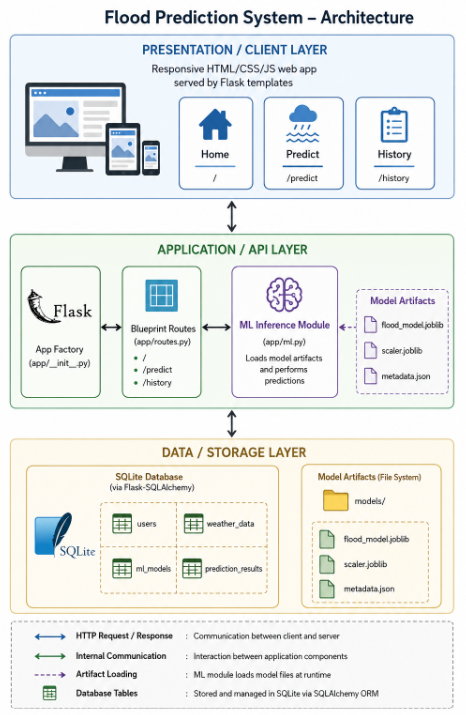 Flood Prediction System – Architecture
PRESENTATION / CLIENT LAYER
Responsive HTML/CSS/JS web app
served by Flask templates
Home
/
Predict
/predict
History
/history
APPLICATION / API LAYER
Flask
App Factory
(app/__init__.py)
Blueprint Routes
(app/routes.py)
• /
• /predict
• /history
ML Inference Module
(app/ml.py)
Loads model artifacts
and performs
predictions
Model Artifacts
flood_model.joblib
scaler.joblib
metadata.json
DATA / STORAGE LAYER
SQLite Database
(via Flask-SQLAlchemy)
SQLite
users
weather_data
ml_models
prediction_results
Model Artifacts (File System)
models/
flood_model.joblib
scaler.joblib
metadata.json
HTTP Request / Response : Communication between client and server
Internal Communication : Interaction between application components
Artifact Loading : ML module loads model files at runtime
Database Tables : Stored and managed in SQLite via SQLAlchemy ORM